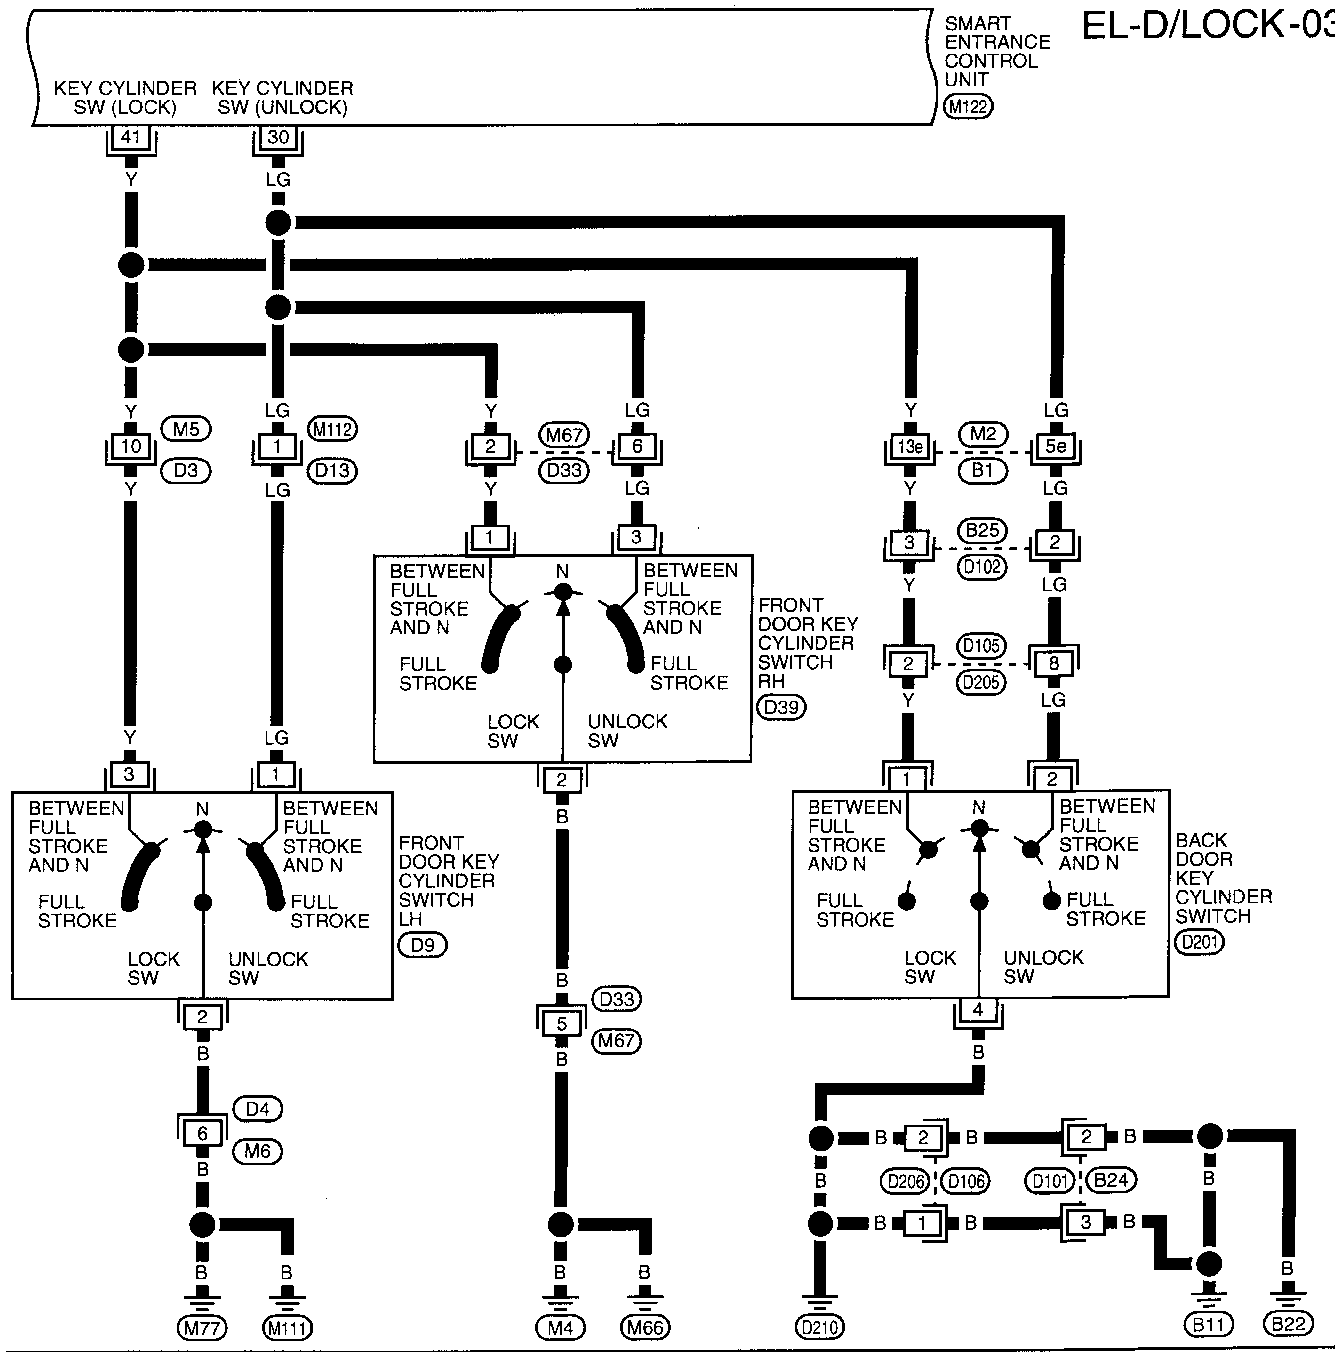 EL-D/LOCK-03
SMART
ENTRANCE
CONTROL
UNIT
M122
KEY CYLINDER
SW (LOCK)
KEY CYLINDER
SW (UNLOCK)
41
30
Y
LG
Y
LG
Y
LG
Y
LG
10
M5
D3
1
M112
D13
2
M67
D33
6
13e
M2
B1
5e
Y
LG
Y
LG
Y
LG
1
3
3
B25
D102
2
Y
LG
2
D105
D205
8
Y
LG
BETWEEN
FULL
STROKE
AND N
N
BETWEEN
FULL
STROKE
AND N
FULL
STROKE
FULL
STROKE
LOCK
SW
UNLOCK
SW
FRONT
DOOR KEY
CYLINDER
SWITCH
RH
D39
2
B
Y
LG
3
1
BETWEEN
FULL
STROKE
AND N
N
BETWEEN
FULL
STROKE
AND N
FULL
STROKE
FULL
STROKE
LOCK
SW
UNLOCK
SW
FRONT
DOOR KEY
CYLINDER
SWITCH
LH
D9
1
2
BETWEEN
FULL
STROKE
AND N
N
BETWEEN
FULL
STROKE
AND N
FULL
STROKE
FULL
STROKE
LOCK
SW
UNLOCK
SW
BACK
DOOR
KEY
CYLINDER
SWITCH
D201
2
B
D4
6
M6
B
B
B
M77
M111
B
D33
5
M67
B
B
B
M4
M66
4
B
B
2
B
2
B
B
D206
D106
D101
B24
B
B
1
B
3
B
B
D210
B11
B22